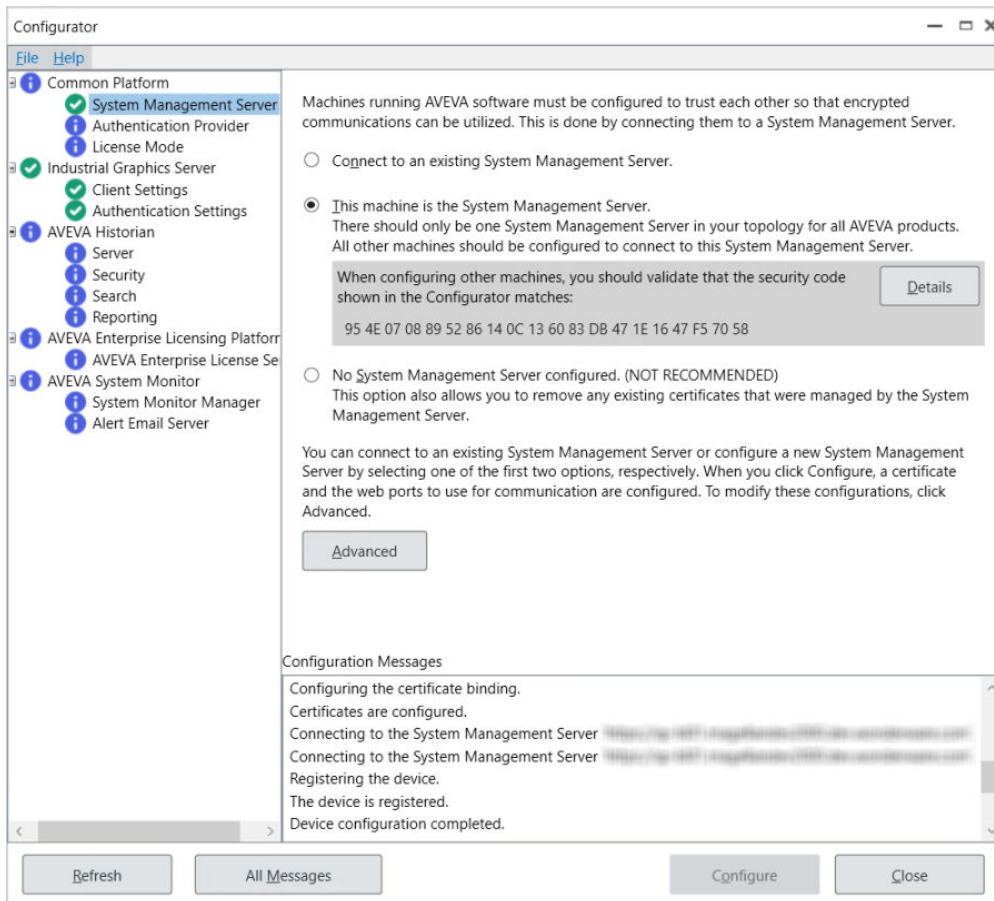 Configurator
File Help
Common Platform
System Management Server
Authentication Provider
License Mode
Industrial Graphics Server
Client Settings
Authentication Settings
AVEVA Historian
Server
Security
Search
Reporting
AVEVA Enterprise Licensing Platforr
AVEVA Enterprise License Se
AVEVA System Monitor
System Monitor Manager
Alert Email Server
Machines running AVEVA software must be configured to trust each other so that encrypted
communications can be utilized. This is done by connecting them to a System Management Server.
Connect to an existing System Management Server.
This machine is the System Management Server.
There should only be one System Management Server in your topology for all AVEVA products.
All other machines should be configured to connect to this System Management Server.
When configuring other machines, you should validate that the security code
shown in the Configurator matches:
Details
95 4E 07 08 89 52 86 14 0C 13 60 83 DB 47 1E 16 47 F5 70 58
No System Management Server configured. (NOT RECOMMENDED)
This option also allows you to remove any existing certificates that were managed by the System
Management Server.
You can connect to an existing System Management Server or configure a new System Management
Server by selecting one of the first two options, respectively. When you click Configure, a certificate
and the web ports to use for communication are configured. To modify these configurations, click
Advanced.
Advanced
Configuration Messages
Configuring the certificate binding.
Certificates are configured.
Connecting to the System Management Server
Connecting to the System Management Server
Registering the device.
The device is registered.
Device configuration completed.
Refresh All Messages Configure Close